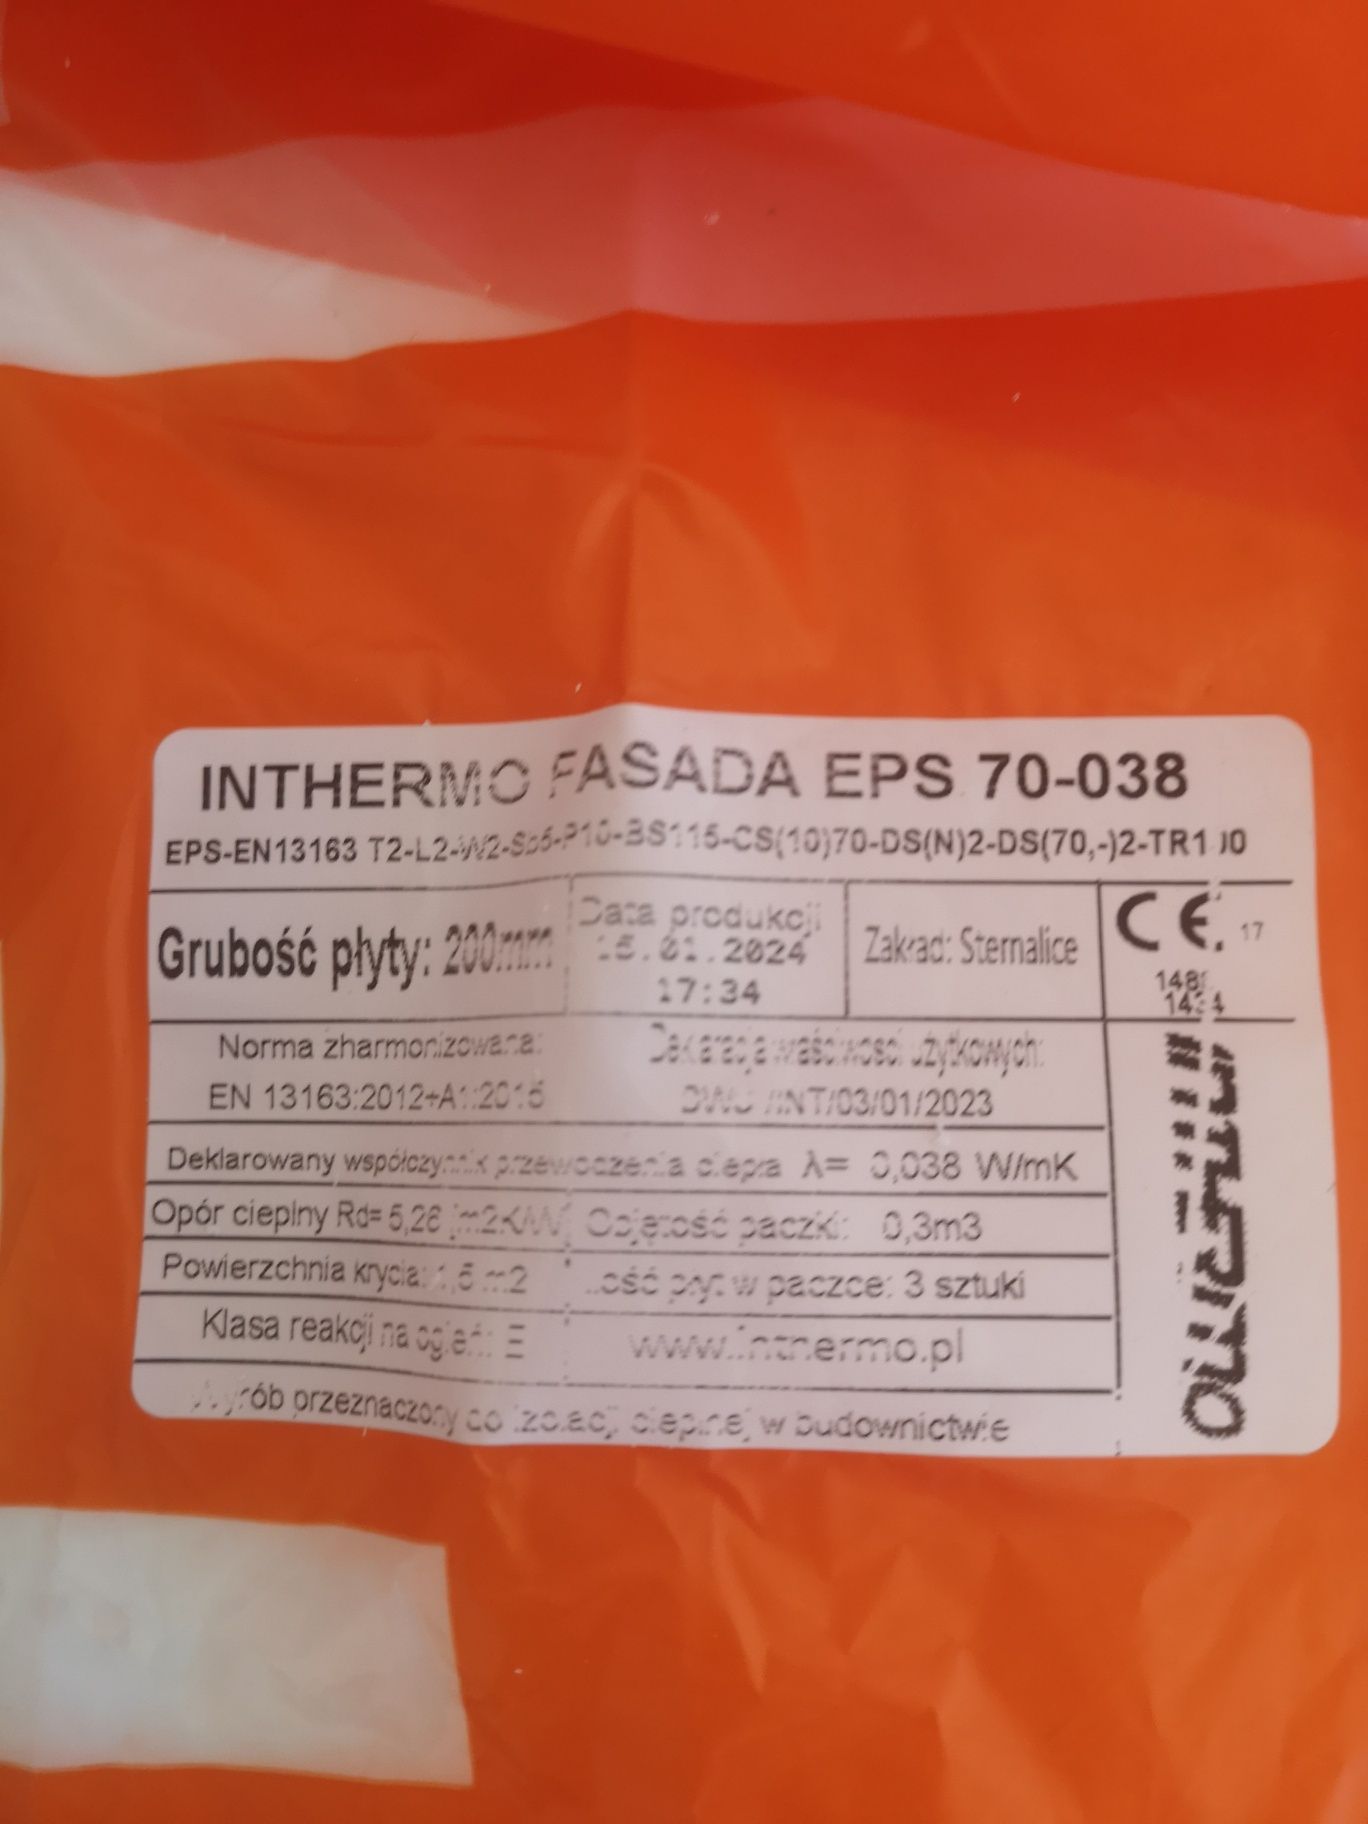 INTHERMO FASADA EPS 70-038
EPS-EN13163 T2-L2-W2-Sb5-P10-BS115-CS(10)70-DS(N)2-DS(70,-)2-TR100
Grubość płyty: 200mm
Data produkcji
15.01.2024
17:34
Zakład: Sternalice
CE 17
Norma zharmonizowana:
EN 13163:2012+A1:2015
Deklaracja właściwości użytkowych:
DWU /INT/03/01/2023
Deklarowany współczynnik przewodzenia ciepła λ= 0,038 W/mK
Opór cieplny Rd= 5,26 [m2K/W]
Objętość paczki: 0,3m3
Powierzchnia krycia: 1,5 m2
Ilość płyt w paczce: 3 sztuki
Klasa reakcji na ogień: E
www.inthermo.pl
Wyrób przeznaczony do izolacji cieplnej w budownictwie